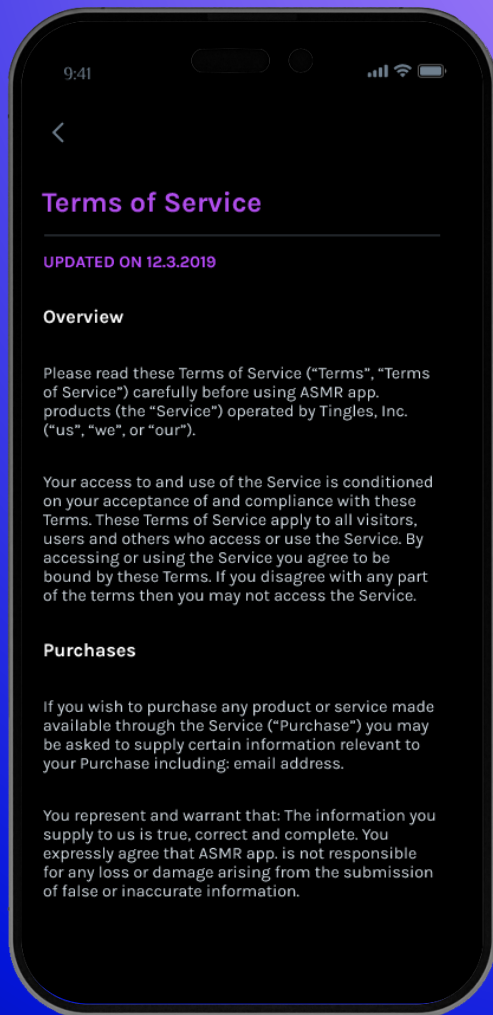 9:41
Terms of Service
UPDATED ON 12.3.2019
Overview
Please read these Terms of Service (“Terms”, “Terms
of Service”) carefully before using ASMR app.
products (the “Service”) operated by Tingles, Inc.
(“us”, “we”, or “our”).
Your access to and use of the Service is conditioned
on your acceptance of and compliance with these
Terms. These Terms of Service apply to all visitors,
users and others who access or use the Service. By
accessing or using the Service you agree to be
bound by these Terms. If you disagree with any part
of the terms then you may not access the Service.
Purchases
If you wish to purchase any product or service made
available through the Service (“Purchase”) you may
be asked to supply certain information relevant to
your Purchase including: email address.
You represent and warrant that: The information you
supply to us is true, correct and complete. You
expressly agree that ASMR app. is not responsible
for any loss or damage arising from the submission
of false or inaccurate information.